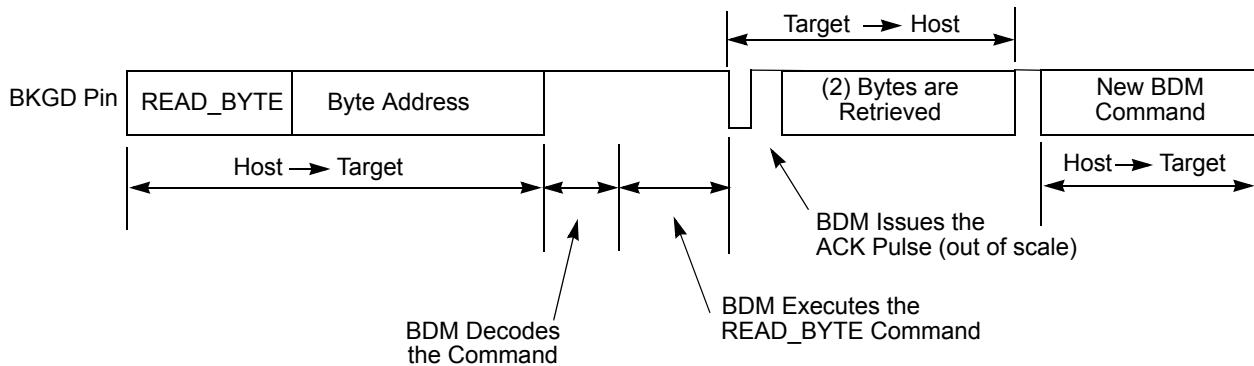 Target → Host
BKGD Pin
READ_BYTE
Byte Address
(2) Bytes are
Retrieved
New BDM
Command
Host → Target
Host → Target
BDM Issues the
ACK Pulse (out of scale)
BDM Decodes
the Command
BDM Executes the
READ_BYTE Command